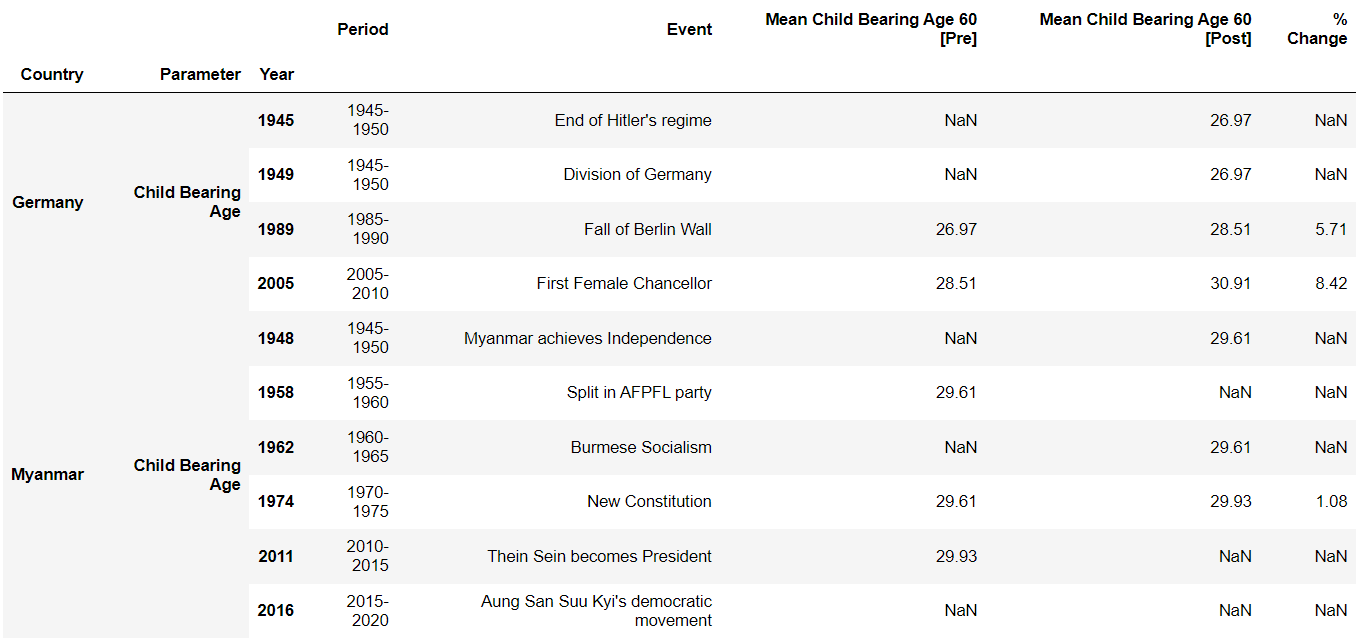 Period Event Mean Child Bearing Age 60 [Pre] Mean Child Bearing Age 60 [Post] % Change
Country Parameter Year
Germany Child Bearing Age 1945 1945-1950 End of Hitler's regime NaN 26.97 NaN
1949 1945-1950 Division of Germany NaN 26.97 NaN
1989 1985-1990 Fall of Berlin Wall 26.97 28.51 5.71
2005 2005-2010 First Female Chancellor 28.51 30.91 8.42
Myanmar Child Bearing Age 1948 1945-1950 Myanmar achieves Independence NaN 29.61 NaN
1958 1955-1960 Split in AFPFL party 29.61 NaN NaN
1962 1960-1965 Burmese Socialism NaN 29.61 NaN
1974 1970-1975 New Constitution 29.61 29.93 1.08
2011 2010-2015 Thein Sein becomes President 29.93 NaN NaN
2016 2015-2020 Aung San Suu Kyi's democratic movement NaN NaN NaN